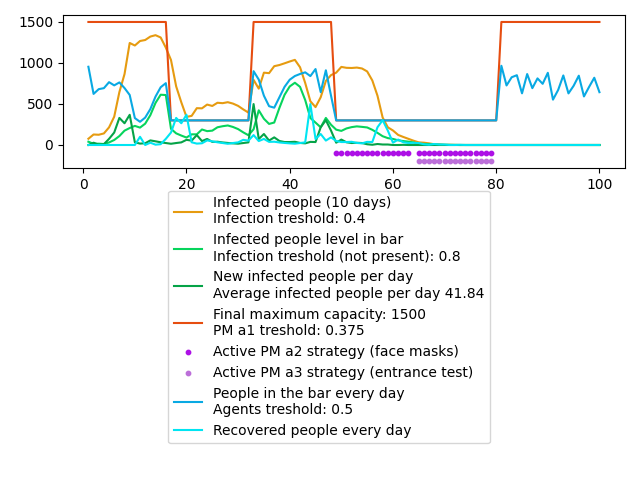 1500
1000
500
0
0 20 40 60 80 100
Infected people (10 days)
Infection treshold: 0.4
Infected people level in bar
Infection treshold (not present): 0.8
New infected people per day
Average infected people per day 41.84
Final maximum capacity: 1500
PM a1 treshold: 0.375
Active PM a2 strategy (face masks)
Active PM a3 strategy (entrance test)
People in the bar every day
Agents treshold: 0.5
Recovered people every day